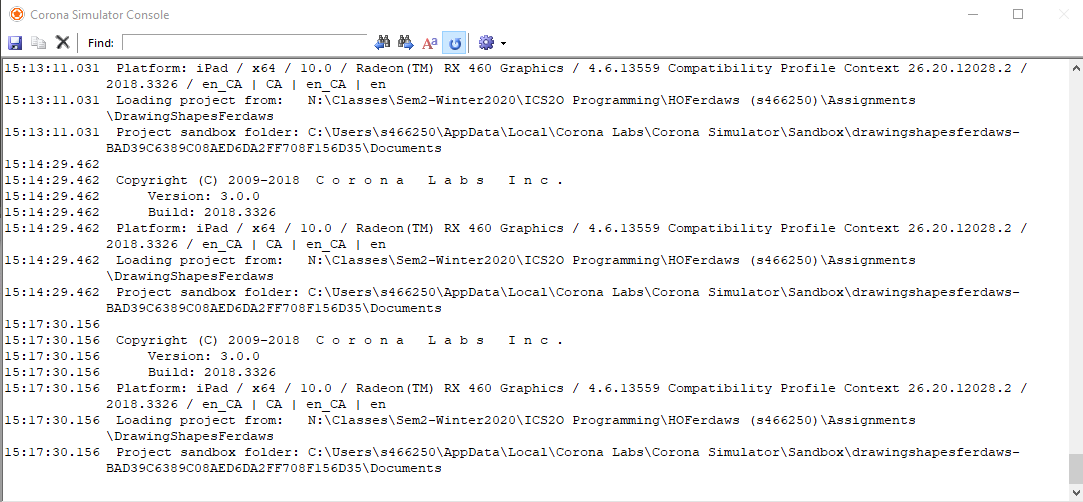 Corona Simulator Console
Find:
15:13:11.031  Platform: iPad / x64 / 10.0 / Radeon(TM) RX 460 Graphics / 4.6.13559 Compatibility Profile Context 26.20.12028.2 /
2018.3326 / en_CA | CA | en_CA | en
15:13:11.031  Loading project from:   N:\Classes\Sem2-Winter2020\ICS2O Programming\HOFerdaws (s466250)\Assignments
\DrawingShapesFerdaws
15:13:11.031  Project sandbox folder: C:\Users\s466250\AppData\Local\Corona Labs\Corona Simulator\Sandbox\drawingshapesferdaws-
BAD39C6389C08AED6DA2FF708F156D35\Documents
15:14:29.462
15:14:29.462  Copyright (C) 2009-2018  C o r o n a   L a b s   I n c .
15:14:29.462      Version: 3.0.0
15:14:29.462      Build: 2018.3326
15:14:29.462  Platform: iPad / x64 / 10.0 / Radeon(TM) RX 460 Graphics / 4.6.13559 Compatibility Profile Context 26.20.12028.2 /
2018.3326 / en_CA | CA | en_CA | en
15:14:29.462  Loading project from:   N:\Classes\Sem2-Winter2020\ICS2O Programming\HOFerdaws (s466250)\Assignments
\DrawingShapesFerdaws
15:14:29.462  Project sandbox folder: C:\Users\s466250\AppData\Local\Corona Labs\Corona Simulator\Sandbox\drawingshapesferdaws-
BAD39C6389C08AED6DA2FF708F156D35\Documents
15:17:30.156
15:17:30.156  Copyright (C) 2009-2018  C o r o n a   L a b s   I n c .
15:17:30.156      Version: 3.0.0
15:17:30.156      Build: 2018.3326
15:17:30.156  Platform: iPad / x64 / 10.0 / Radeon(TM) RX 460 Graphics / 4.6.13559 Compatibility Profile Context 26.20.12028.2 /
2018.3326 / en_CA | CA | en_CA | en
15:17:30.156  Loading project from:   N:\Classes\Sem2-Winter2020\ICS2O Programming\HOFerdaws (s466250)\Assignments
\DrawingShapesFerdaws
15:17:30.156  Project sandbox folder: C:\Users\s466250\AppData\Local\Corona Labs\Corona Simulator\Sandbox\drawingshapesferdaws-
BAD39C6389C08AED6DA2FF708F156D35\Documents